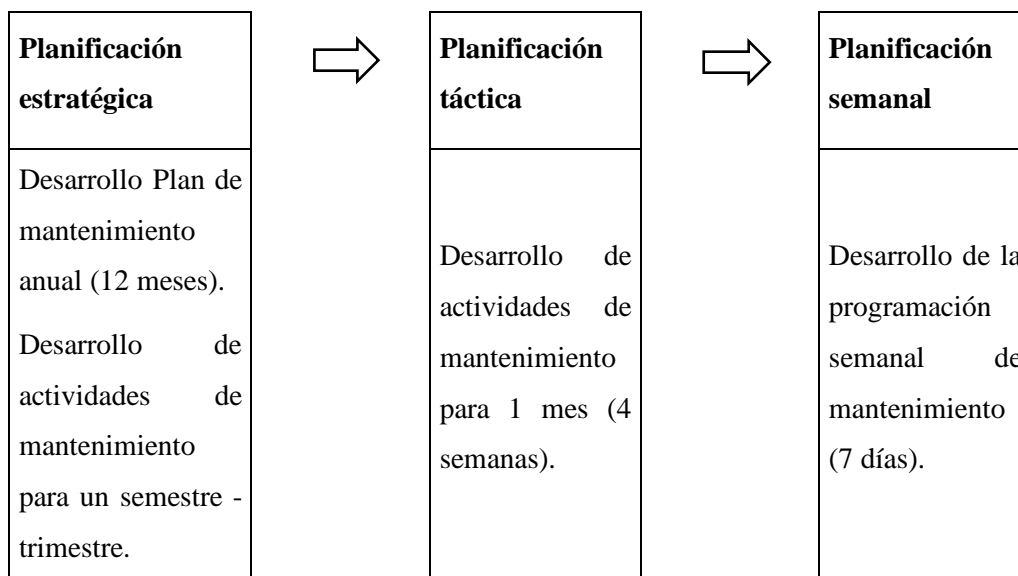 Planificación
estratégica
Desarrollo Plan de
mantenimiento
anual (12 meses).
Desarrollo de
actividades de
mantenimiento
para un semestre -
trimestre.
Planificación
táctica
Desarrollo de
actividades de
mantenimiento
para 1 mes (4
semanas).
Planificación
semanal
Desarrollo de la
programación
semanal de
mantenimiento
(7 días).